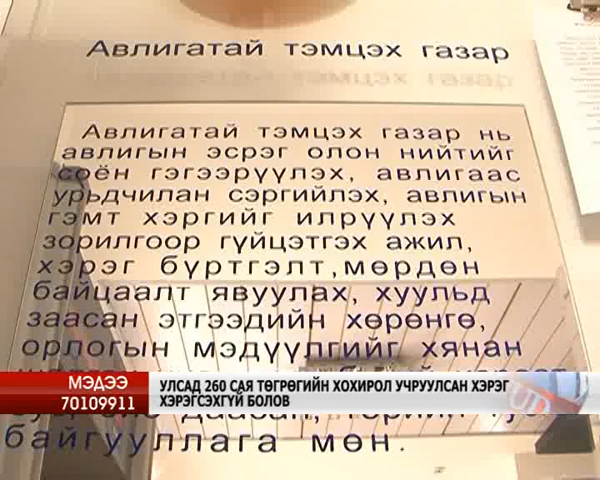 Авлигатай тэмцэх газар
Авлигатай тэмцэх газар нь
авлигын эсрэг олон нийтийг
соён гэгээрүүлэх, авлигаас
урьдчилан сэргийлэх, авлигын
гэмт хэргийг илрүүлэх
зорилгоор гүйцэтгэх ажил,
хэрэг бүртгэлт, мөрдөн
байцаалт явуулах, хуульд
заасан этгээдийн хөрөнгө,
орлогын мэдүүлгийг хянан
байгууллага мөн.
МЭДЭЭ
70109911
УЛСАД 260 САЯ ТӨГРӨГИЙН ХОХИРОЛ УЧРУУЛСАН ХЭРЭГ
ХЭРЭГСЭХГҮЙ БОЛОВ